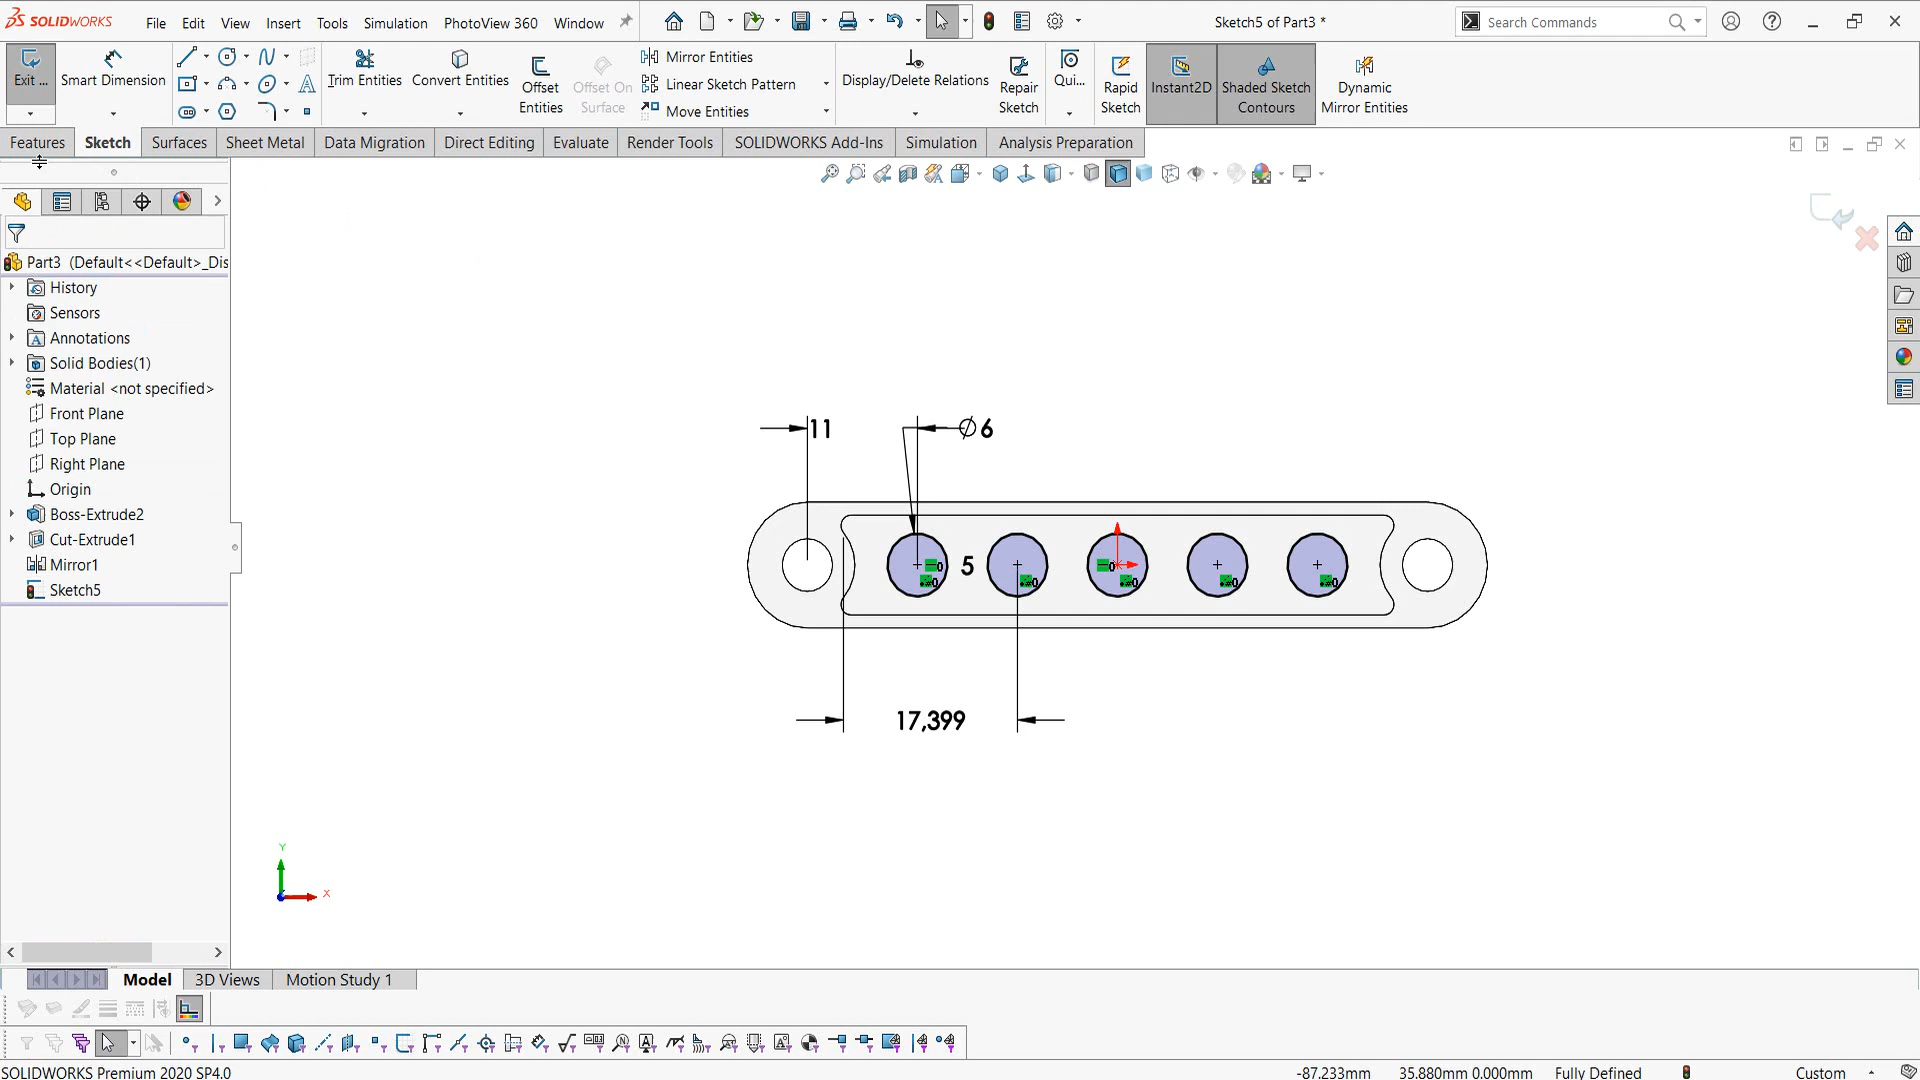 SOLIDWORKS File Edit View Insert Tools Simulation PhotoView 360 Window Sketch5 of Part3 * Search Commands
Exit ... Smart Dimension Trim Entities Convert Entities Offset Entities Offset On Surface Mirror Entities Linear Sketch Pattern Move Entities Display/Delete Relations Repair Sketch Qui... Rapid Sketch Instant2D Shaded Sketch Contours Dynamic Mirror Entities
Features Sketch Surfaces Sheet Metal Data Migration Direct Editing Evaluate Render Tools SOLIDWORKS Add-Ins Simulation Analysis Preparation
Part3 (Default<<Default>_Dis
History
Sensors
Annotations
Solid Bodies(1)
Material <not specified>
Front Plane
Top Plane
Right Plane
Origin
Boss-Extrude2
Cut-Extrude1
Mirror1
Sketch5
11 ∅6
5
17,399
Y
X
Model 3D Views Motion Study 1
SOLIDWORKS Premium 2020 SP4.0 -87.233mm 35.880mm 0.000mm Fully Defined Custom